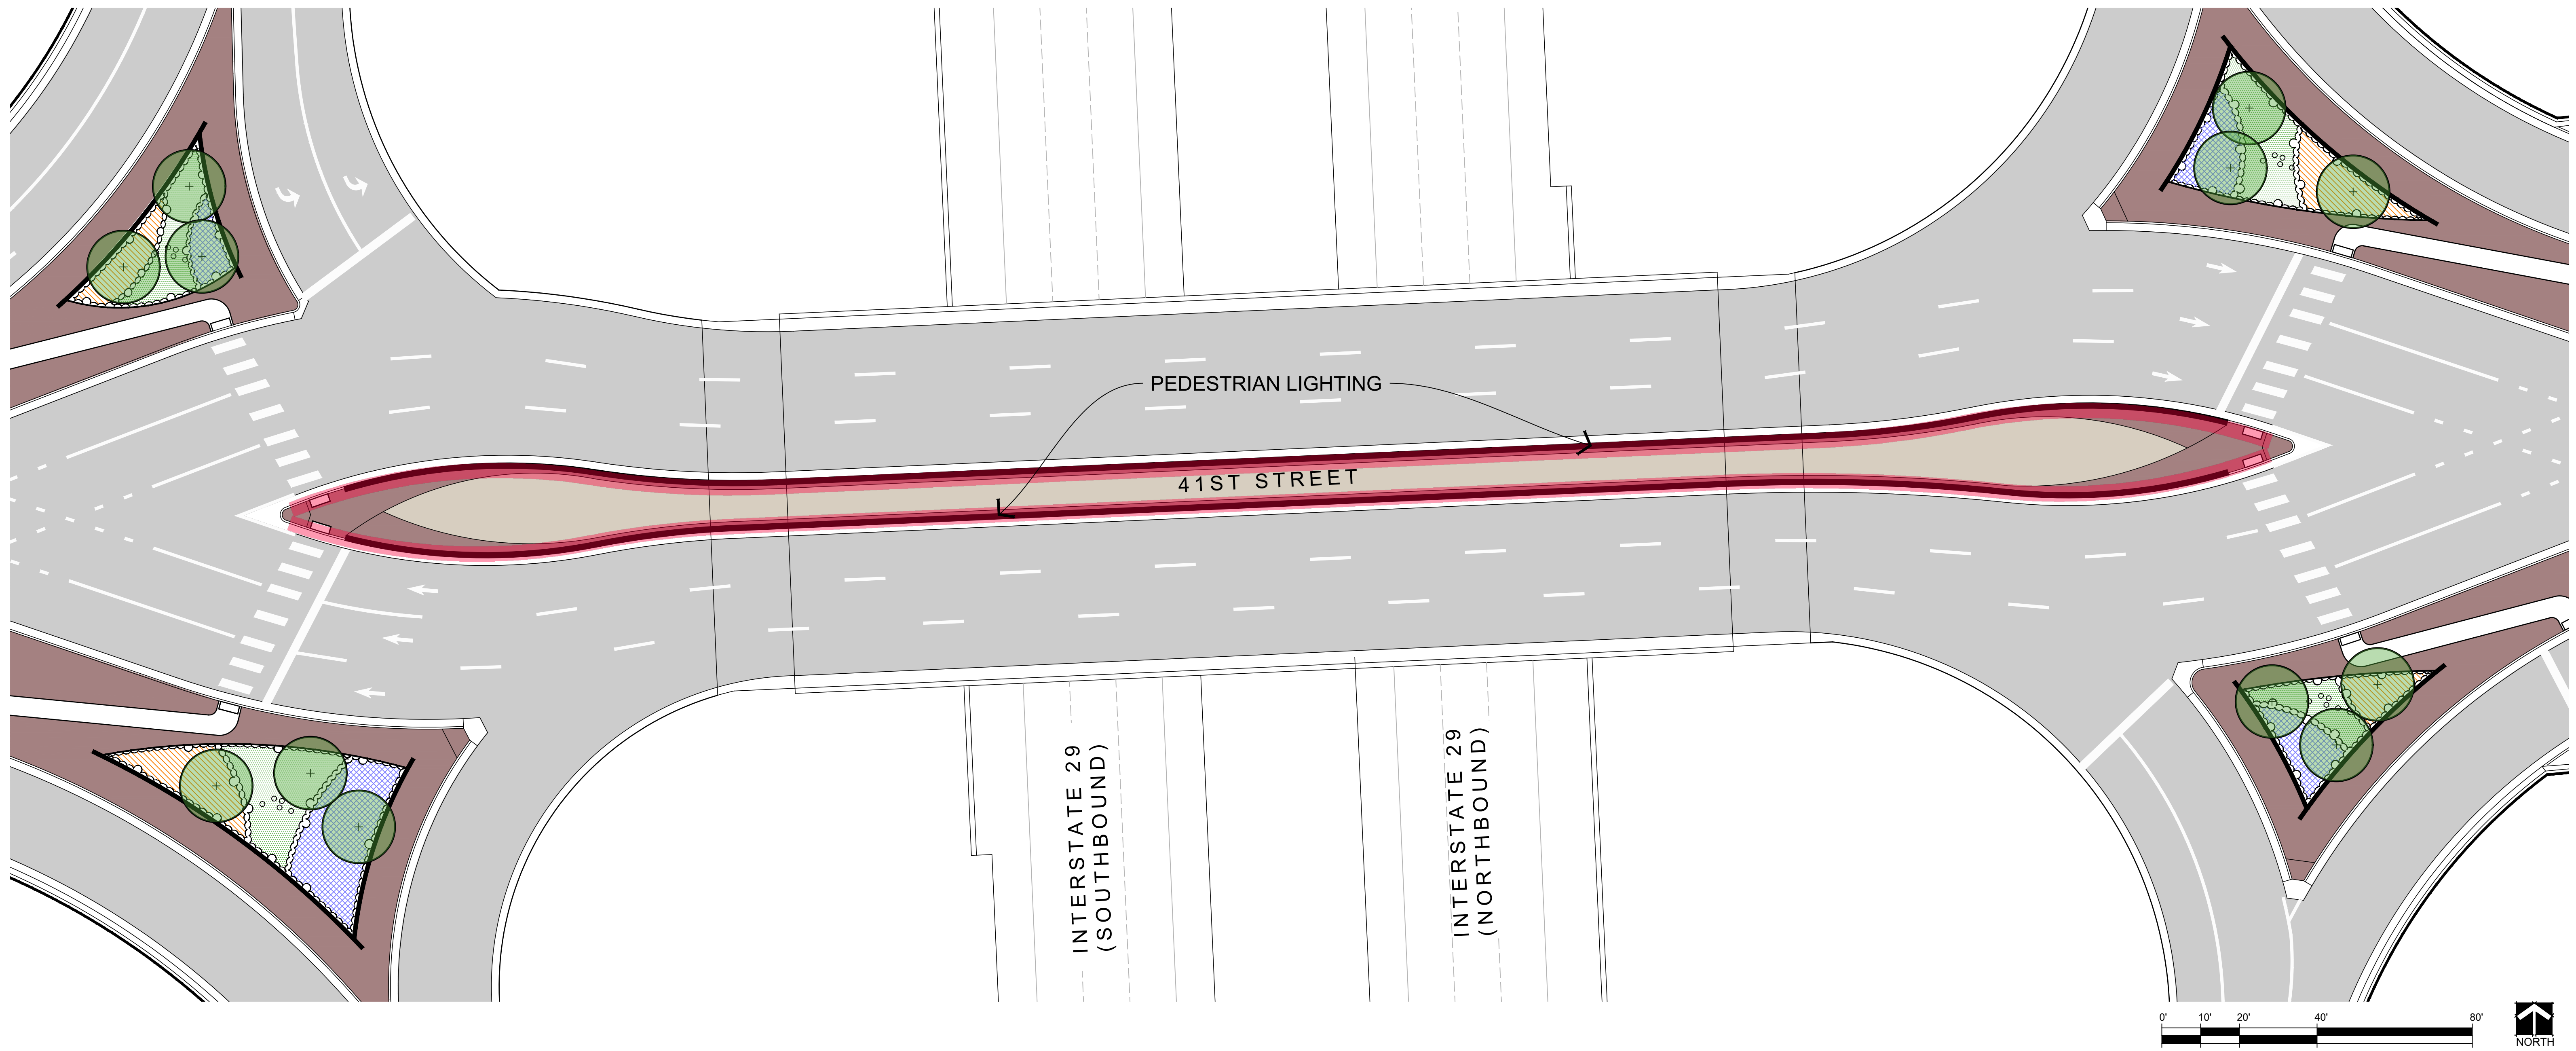 PEDESTRIAN LIGHTING
41ST STREET
INTERSTATE 29
(SOUTHBOUND)
INTERSTATE 29
(NORTHBOUND)
0' 10' 20' 40' 80'
NORTH